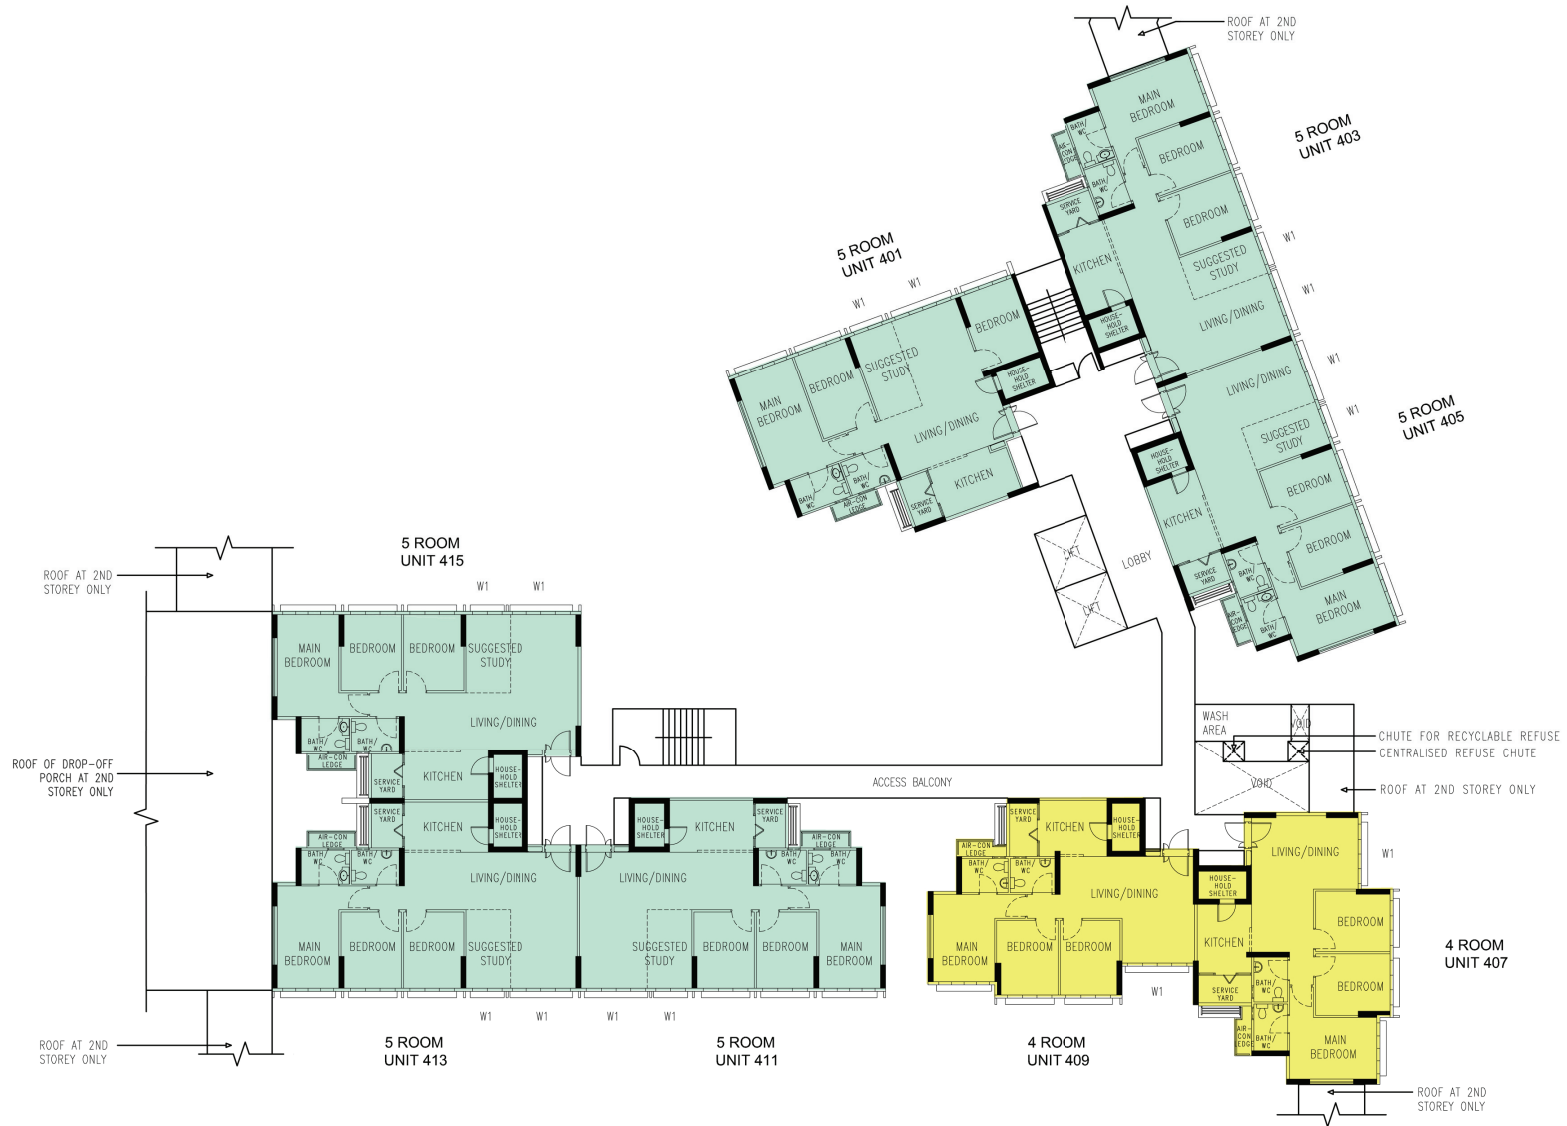 ROOF AT 2ND
STOREY ONLY
5 ROOM
UNIT 403
MAIN
BEDROOM
BATH/
WC
AIR-
CON
LEDGE
BEDROOM
BATH/
WC
SERVICE
YARD
BEDROOM
W1
KITCHEN
SUGGESTED
STUDY
W1
HOUSE-
HOLD
SHELTER
LIVING/DINING
5 ROOM
UNIT 401
W1
W1
BEDROOM
SUGGESTED
STUDY
BEDROOM
MAIN
BEDROOM
HOUSE-
HOLD
SHELTER
LIVING/DINING
KITCHEN
BATH/
WC
BATH/
WC
AIR-CON
LEDGE
SERVICE
YARD
5 ROOM
UNIT 405
W1
W1
LIVING/DINING
SUGGESTED
STUDY
HOUSE-
HOLD
SHELTER
BEDROOM
KITCHEN
BEDROOM
SERVICE
YARD
BATH/
WC
AIR-
CON
LEDGE
BATH/
WC
MAIN
BEDROOM
LIFT
LIFT
LOBBY
5 ROOM
UNIT 415
W1
W1
ROOF AT 2ND
STOREY ONLY
MAIN
BEDROOM
BEDROOM
BEDROOM
SUGGESTED
STUDY
LIVING/DINING
BATH/
WC
BATH/
WC
AIR-CON
LEDGE
SERVICE
YARD
KITCHEN
HOUSE-
HOLD
SHELTER
ROOF OF DROP-OFF
PORCH AT 2ND
STOREY ONLY
ACCESS BALCONY
WASH
AREA
VOID
CHUTE FOR RECYCLABLE REFUSE
CENTRALISED REFUSE CHUTE
VOID
ROOF AT 2ND STOREY ONLY
SERVICE
YARD
KITCHEN
HOUSE-
HOLD
SHELTER
AIR-CON
LEDGE
BATH/
WC
BATH/
WC
LIVING/DINING
MAIN
BEDROOM
BEDROOM
BEDROOM
SUGGESTED
STUDY
W1
W1
5 ROOM
UNIT 413
HOUSE-
HOLD
SHELTER
KITCHEN
SERVICE
YARD
AIR-CON
LEDGE
BATH/
WC
BATH/
WC
LIVING/DINING
SUGGESTED
STUDY
BEDROOM
BEDROOM
MAIN
BEDROOM
W1
W1
5 ROOM
UNIT 411
SERVICE
YARD
KITCHEN
HOUSE-
HOLD
SHELTER
AIR-CON
LEDGE
BATH/
WC
BATH/
WC
LIVING/DINING
MAIN
BEDROOM
BEDROOM
BEDROOM
W1
4 ROOM
UNIT 409
LIVING/DINING
W1
HOUSE-
HOLD
SHELTER
BEDROOM
KITCHEN
4 ROOM
UNIT 407
BATH/
WC
BEDROOM
SERVICE
YARD
AIR-
CON
LEDGE
BATH/
WC
MAIN
BEDROOM
ROOF AT 2ND
STOREY ONLY
ROOF AT 2ND
STOREY ONLY